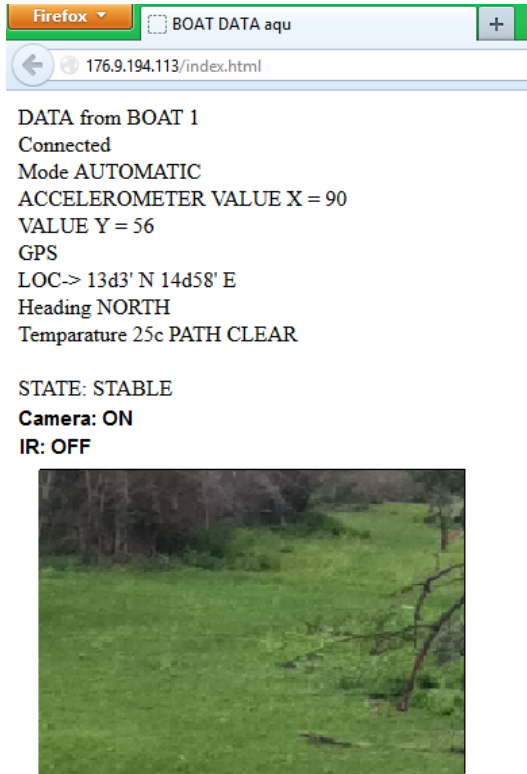 Firefox
BOAT DATA aqu
176.9.194.113/index.html
DATA from BOAT 1
Connected
Mode AUTOMATIC
ACCELEROMETER VALUE X = 90
VALUE Y = 56
GPS
LOC-> 13d3' N 14d58' E
Heading NORTH
Temparature 25c PATH CLEAR
STATE: STABLE
Camera: ON
IR: OFF